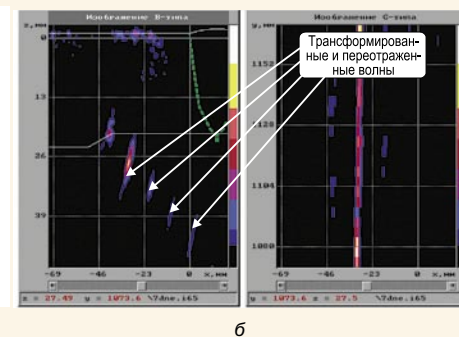 Изображение B-типа
z,мм
0
13
26
39
-69 -46 -23 0 x,мм
z = 27.49 y = 1073.6 \7dne.i65
Изображение C-типа
y,мм
1152
1128
1104
1080
-69 -46 -23 0 x,мм
y = 1073.6 z = 27.5 \7dne.i65
Трансформирован-
ные и переотражен-
ные волны
б